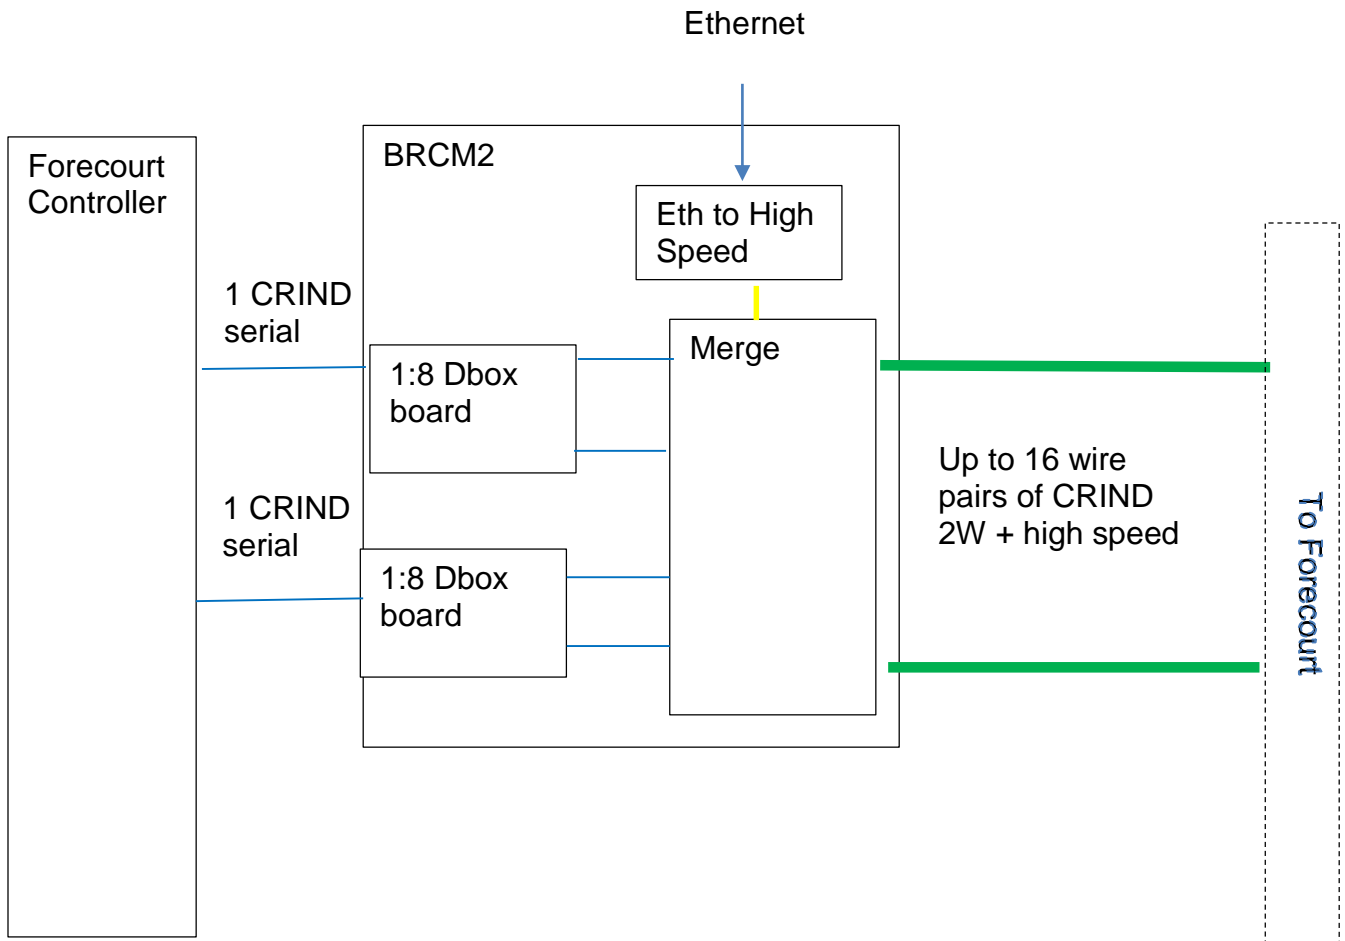 Ethernet
Forecourt
Controller
BRCM2
Eth to High
Speed
1 CRIND
serial
Merge
1:8 Dbox
board
Up to 16 wire
pairs of CRIND
2W + high speed
1 CRIND
serial
1:8 Dbox
board
To Forecourt